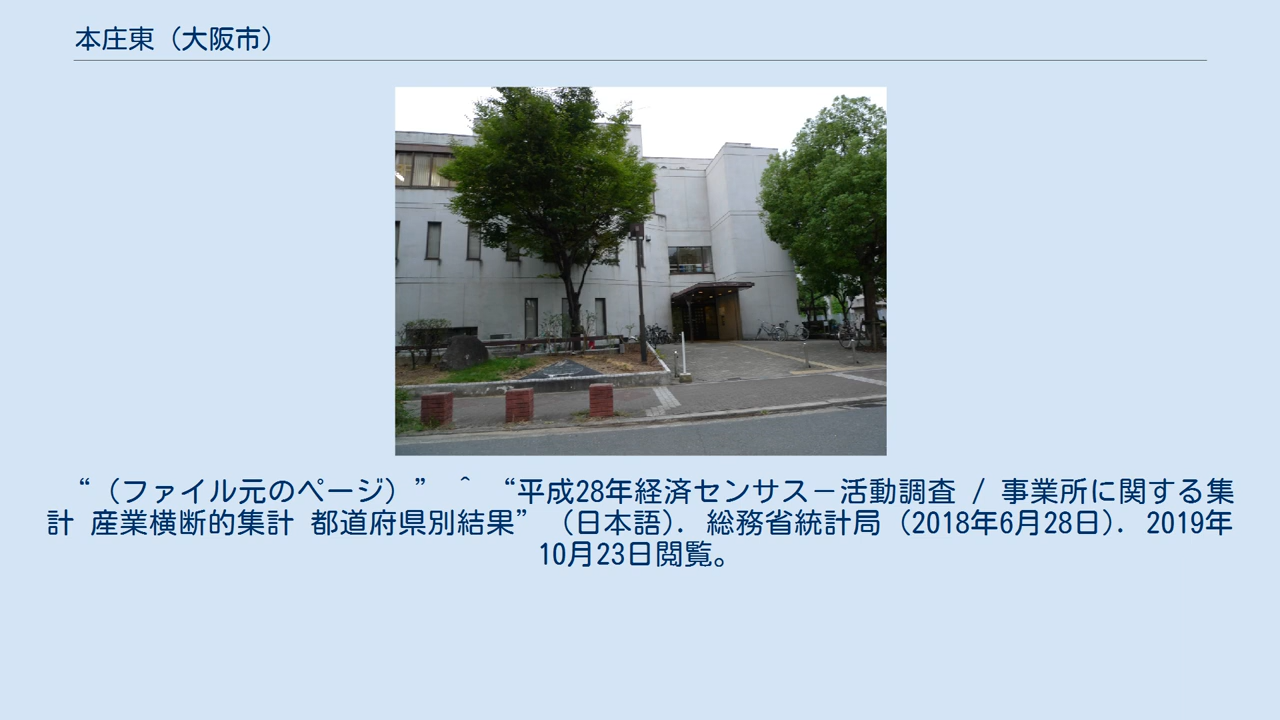 本庄東（大阪市）
“（ファイル元のページ）” ^ “平成28年経済センサス－活動調査 / 事業所に関する集
計 産業横断的集計 都道府県別結果” （日本語）. 総務省統計局 (2018年6月28日). 2019年
10月23日閲覧。